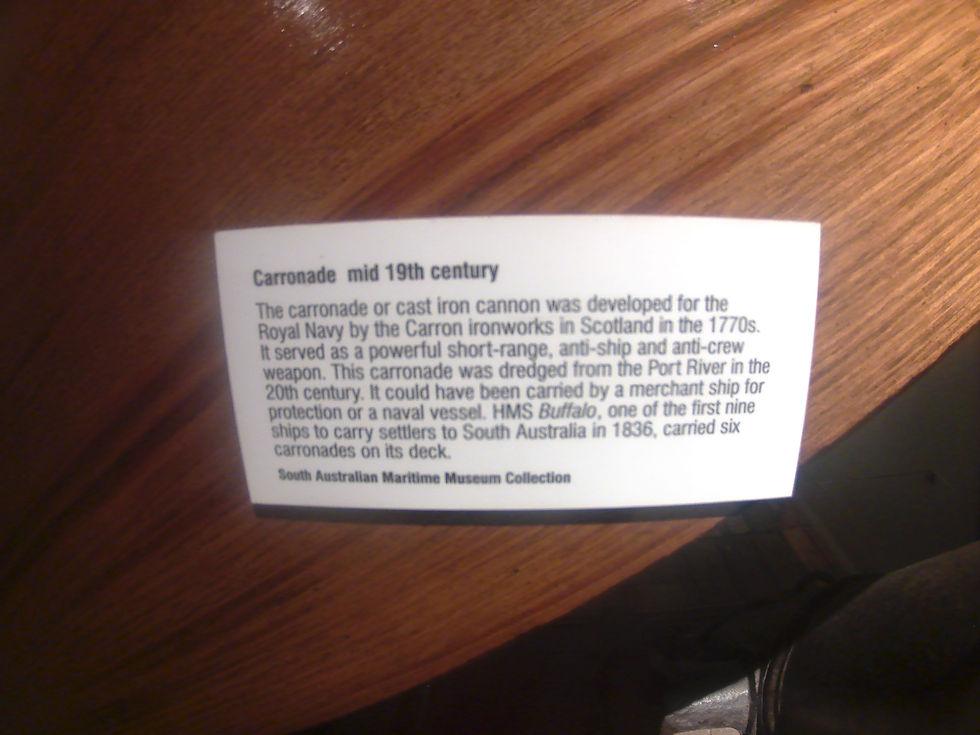 Carronade mid 19th century
The carronade or cast iron cannon was developed for the
Royal Navy by the Carron ironworks in Scotland in the 1770s.
It served as a powerful short-range, anti-ship and anti-crew
weapon. This carronade was dredged from the Port River in the
20th century. It could have been carried by a merchant ship for
protection or a naval vessel. HMS Buffalo, one of the first nine
ships to carry settlers to South Australia in 1836, carried six
carronades on its deck.
South Australian Maritime Museum Collection